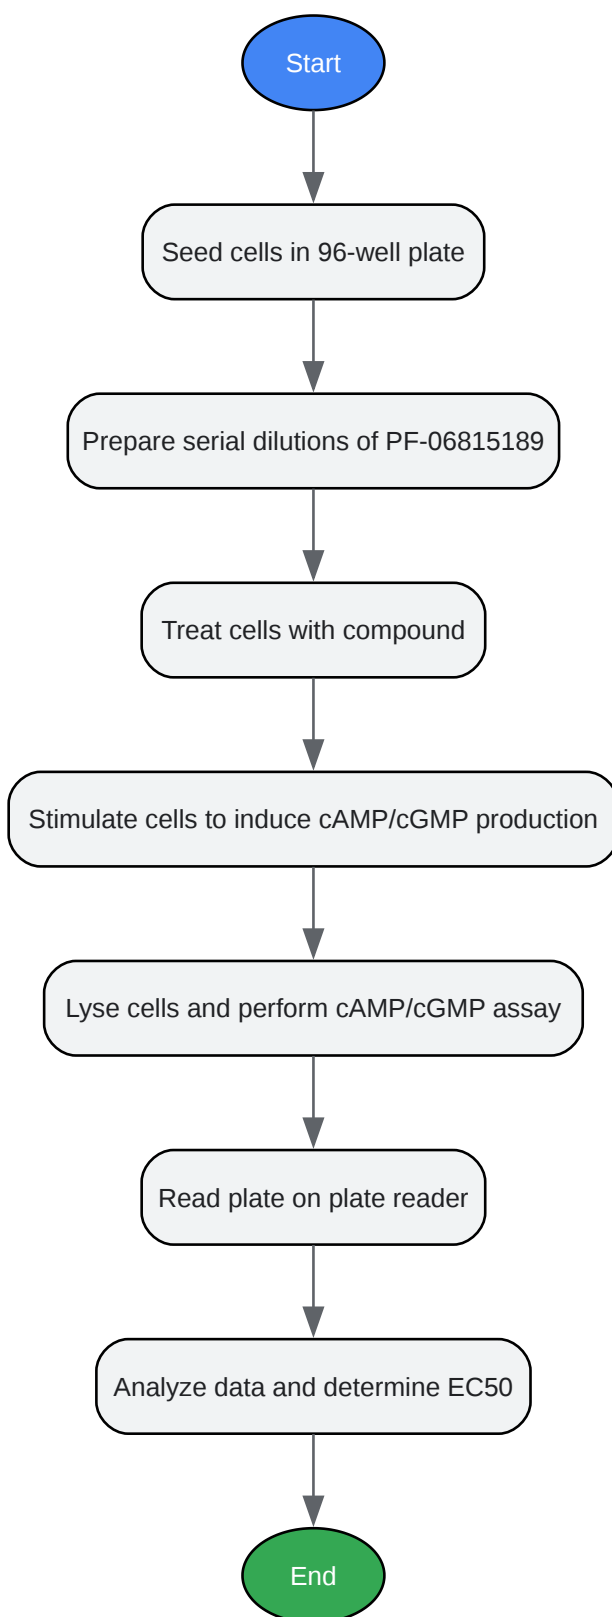 Start
Seed cells in 96-well plate
Prepare serial dilutions of PF-06815189
Treat cells with compound
Stimulate cells to induce cAMP/cGMP production
Lyse cells and perform cAMP/cGMP assay
Read plate on plate reader
Analyze data and determine EC50
End